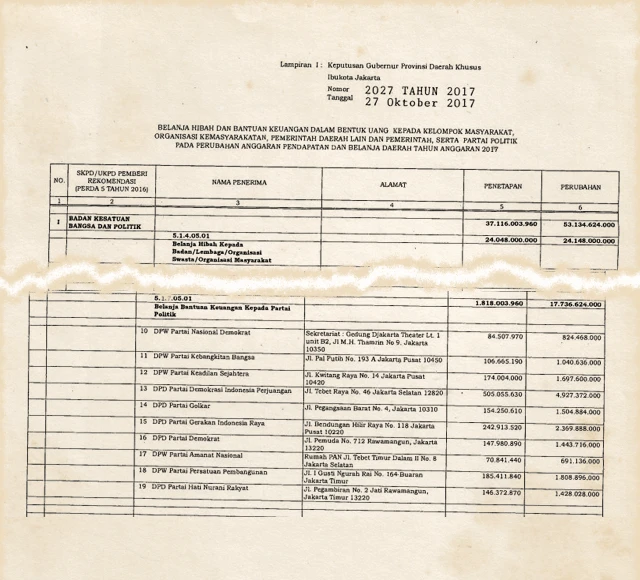 Lampiran I : Keputusan Gubernur Provinsi Daerah Khusus
Ibukota Jakarta
Nomor 2027 TAHUN 2017
Tanggal 27 Oktober 2017
BELANJA HIBAH DAN BANTUAN KEUANGAN DALAM BENTUK UANG KEPADA KELOMPOK MASYARAKAT,
ORGANISASI KEMASYARAKATAN, PEMERINTAH DAERAH LAIN DAN PEMERINTAH, SERTA PARTAI POLITIK
PADA PERUBAHAN ANGGARAN PENDAPATAN DAN BELANJA DAERAH TAHUN ANGGARAN 2017
NO. SKPD/UKPD PEMBERI REKOMENDASI (PERDA 5 TAHUN 2016) NAMA PENERIMA ALAMAT PENETAPAN PERUBAHAN
1 2 3 4 5 6
I BADAN KESATUAN BANGSA DAN POLITIK 37.116.003.960 53.134.624.000
5.1.4.05.01 24.048.000.000 24.148.000.000
Belanja Hibah Kepada
Badan/Lembaga/Organisasi
Swasta/Organisasi Masyarakat
5.1.7.05.01 1.818.003.960 17.736.624.000
Belanja Bantuan Keuangan Kepada Partai
Politik
10 DPW Partai Nasional Demokrat Sekretariat : Gedung Djakarta Theater Lt. 1 84.507.970 824.468.000
unit B2, Jl M.H. Thamrin No 9. Jakarta
10350
11 DPW Partai Kebangkitan Bangsa Jl. Pal Putih No. 193 A Jakarta Pusat 10450 106.665.190 1.040.636.000
12 DPW Partai Keadilan Sejahtera Jl. Kwitang Raya No. 14 Jakarta Pusat 174.004.000 1.697.600.000
10420
13 DPD Partai Demokrasi Indonesia Perjuangan Jl. Tebet Raya No. 46 Jakarta Selatan 12820 505.055.630 4.927.372.000
14 DPD Partai Golkar Jl. Pegangsaan Barat No. 4, Jakarta 10310 154.250.610 1.504.884.000
15 DPD Partai Gerakan Indonesia Raya Jl. Bendungan Hilir Raya No. 118 Jakarta 242.913.520 2.369.888.000
Pusat 10220
16 DPD Partai Demokrat Jl. Pemuda No. 712 Rawamangun, Jakarta 147.980.890 1.443.716.000
13220
17 DPW Partai Amanat Nasional Rumah PAN Jl. Tebet Timur Dalam II No. 8 70.841.440 691.136.000
Jakarta Selatan
18 DPW Partai Persatuan Pembangunan Jl. I Gusti Ngurah Rai No. 164 Buaran 185.411.840 1.808.896.000
Jakarta Timur
19 DPD Partai Hati Nurani Rakyat Jl. Pegambiran No. 2 Jati Rawamangun, 146.372.870 1.428.028.000
Jakarta Timur 13220